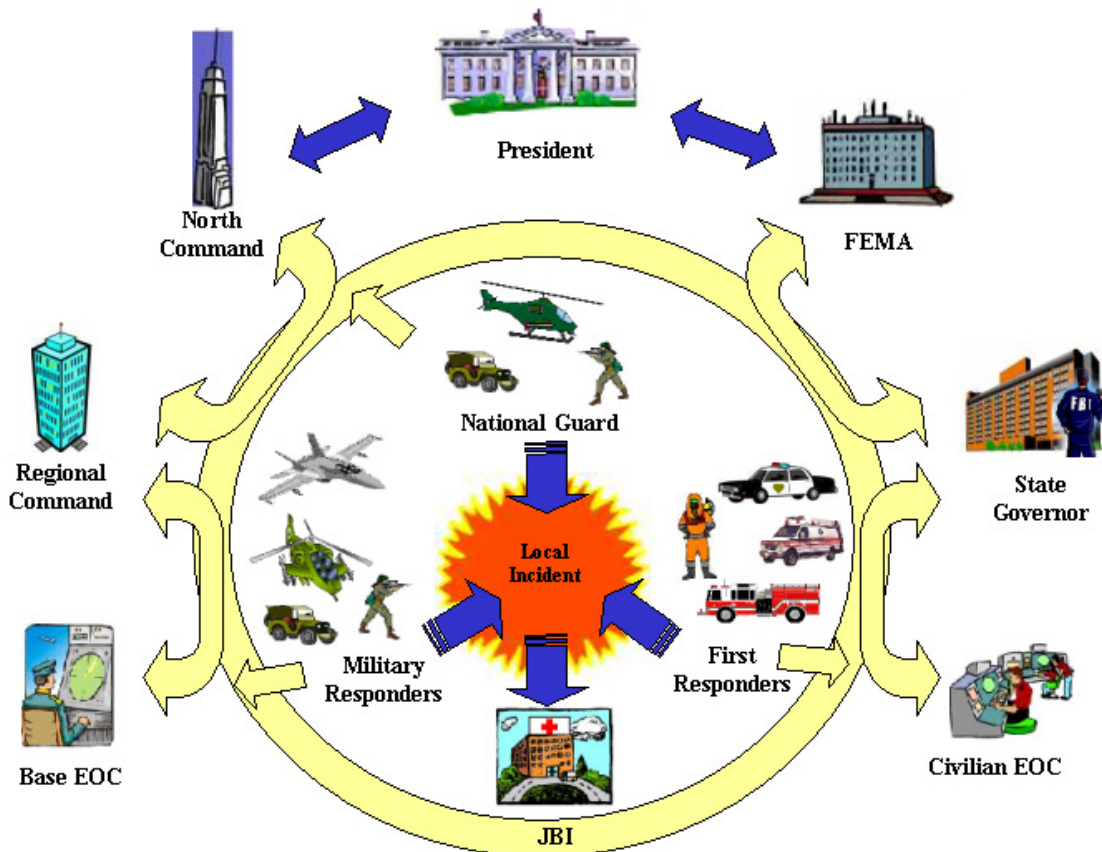 President
North
Command
FEMA
National Guard
Regional
Command
FBI
State
Governor
Local
Incident
Military
Responders
First
Responders
Base EOC
Civilian EOC
JBI